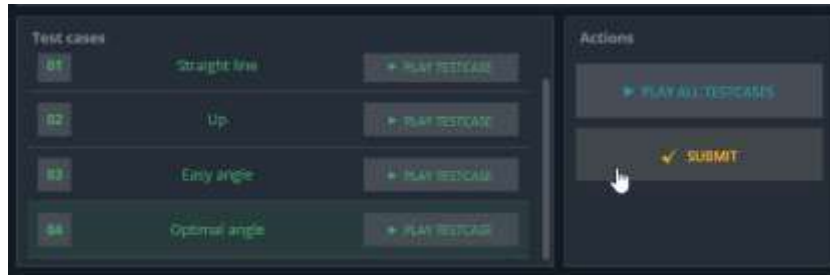 Test cases
01 Straight line ▶ PLAY TESTCASE
02 Up ▶ PLAY TESTCASE
03 Easy angle ▶ PLAY TESTCASE
04 Optimal angle ▶ PLAY TESTCASE
Actions
▶ PLAY ALL TESTCASES
✓ SUBMIT